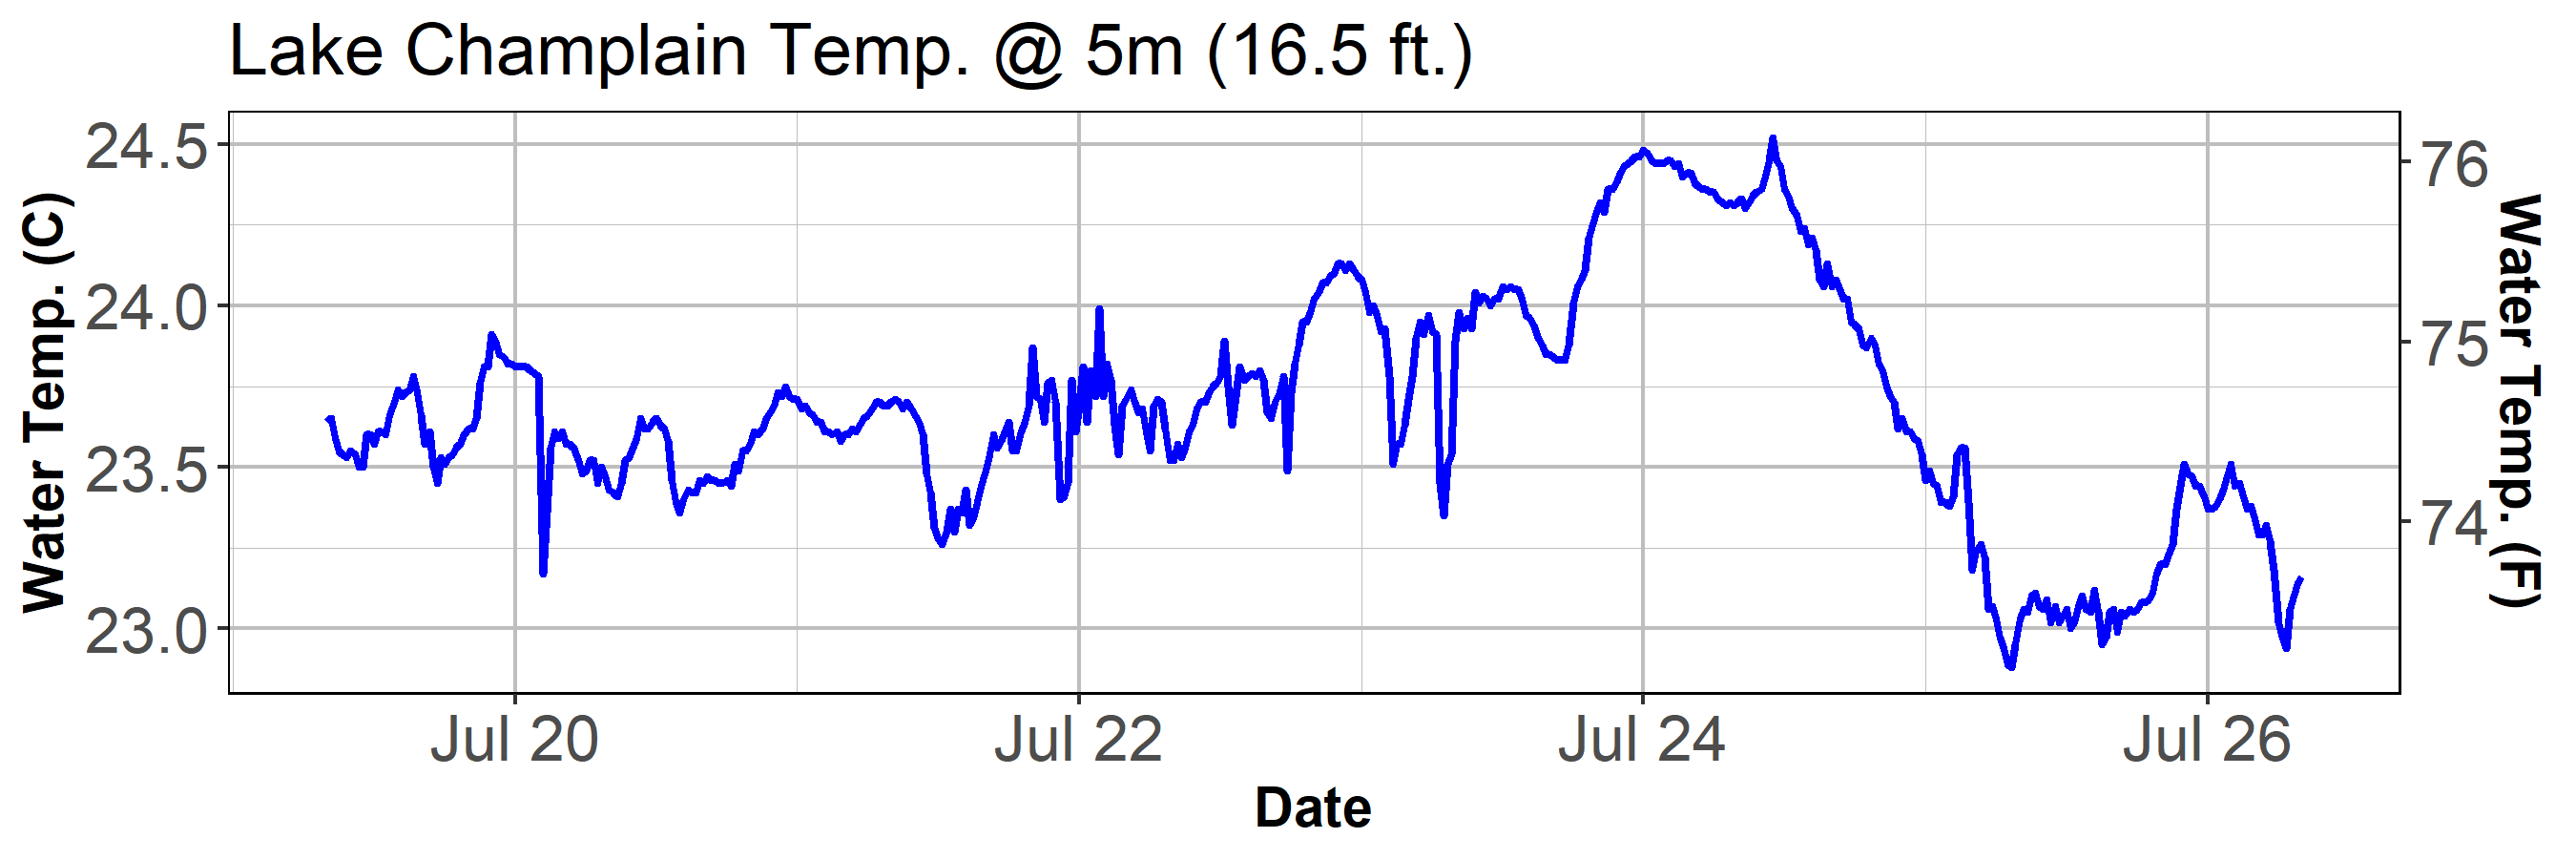 Lake Champlain Temp. @ 5m (16.5 ft.)
Water Temp. (C)
24.5
24.0
23.5
23.0
76
75
74
Water Temp. (F)
Jul 20
Jul 22
Jul 24
Jul 26
Date